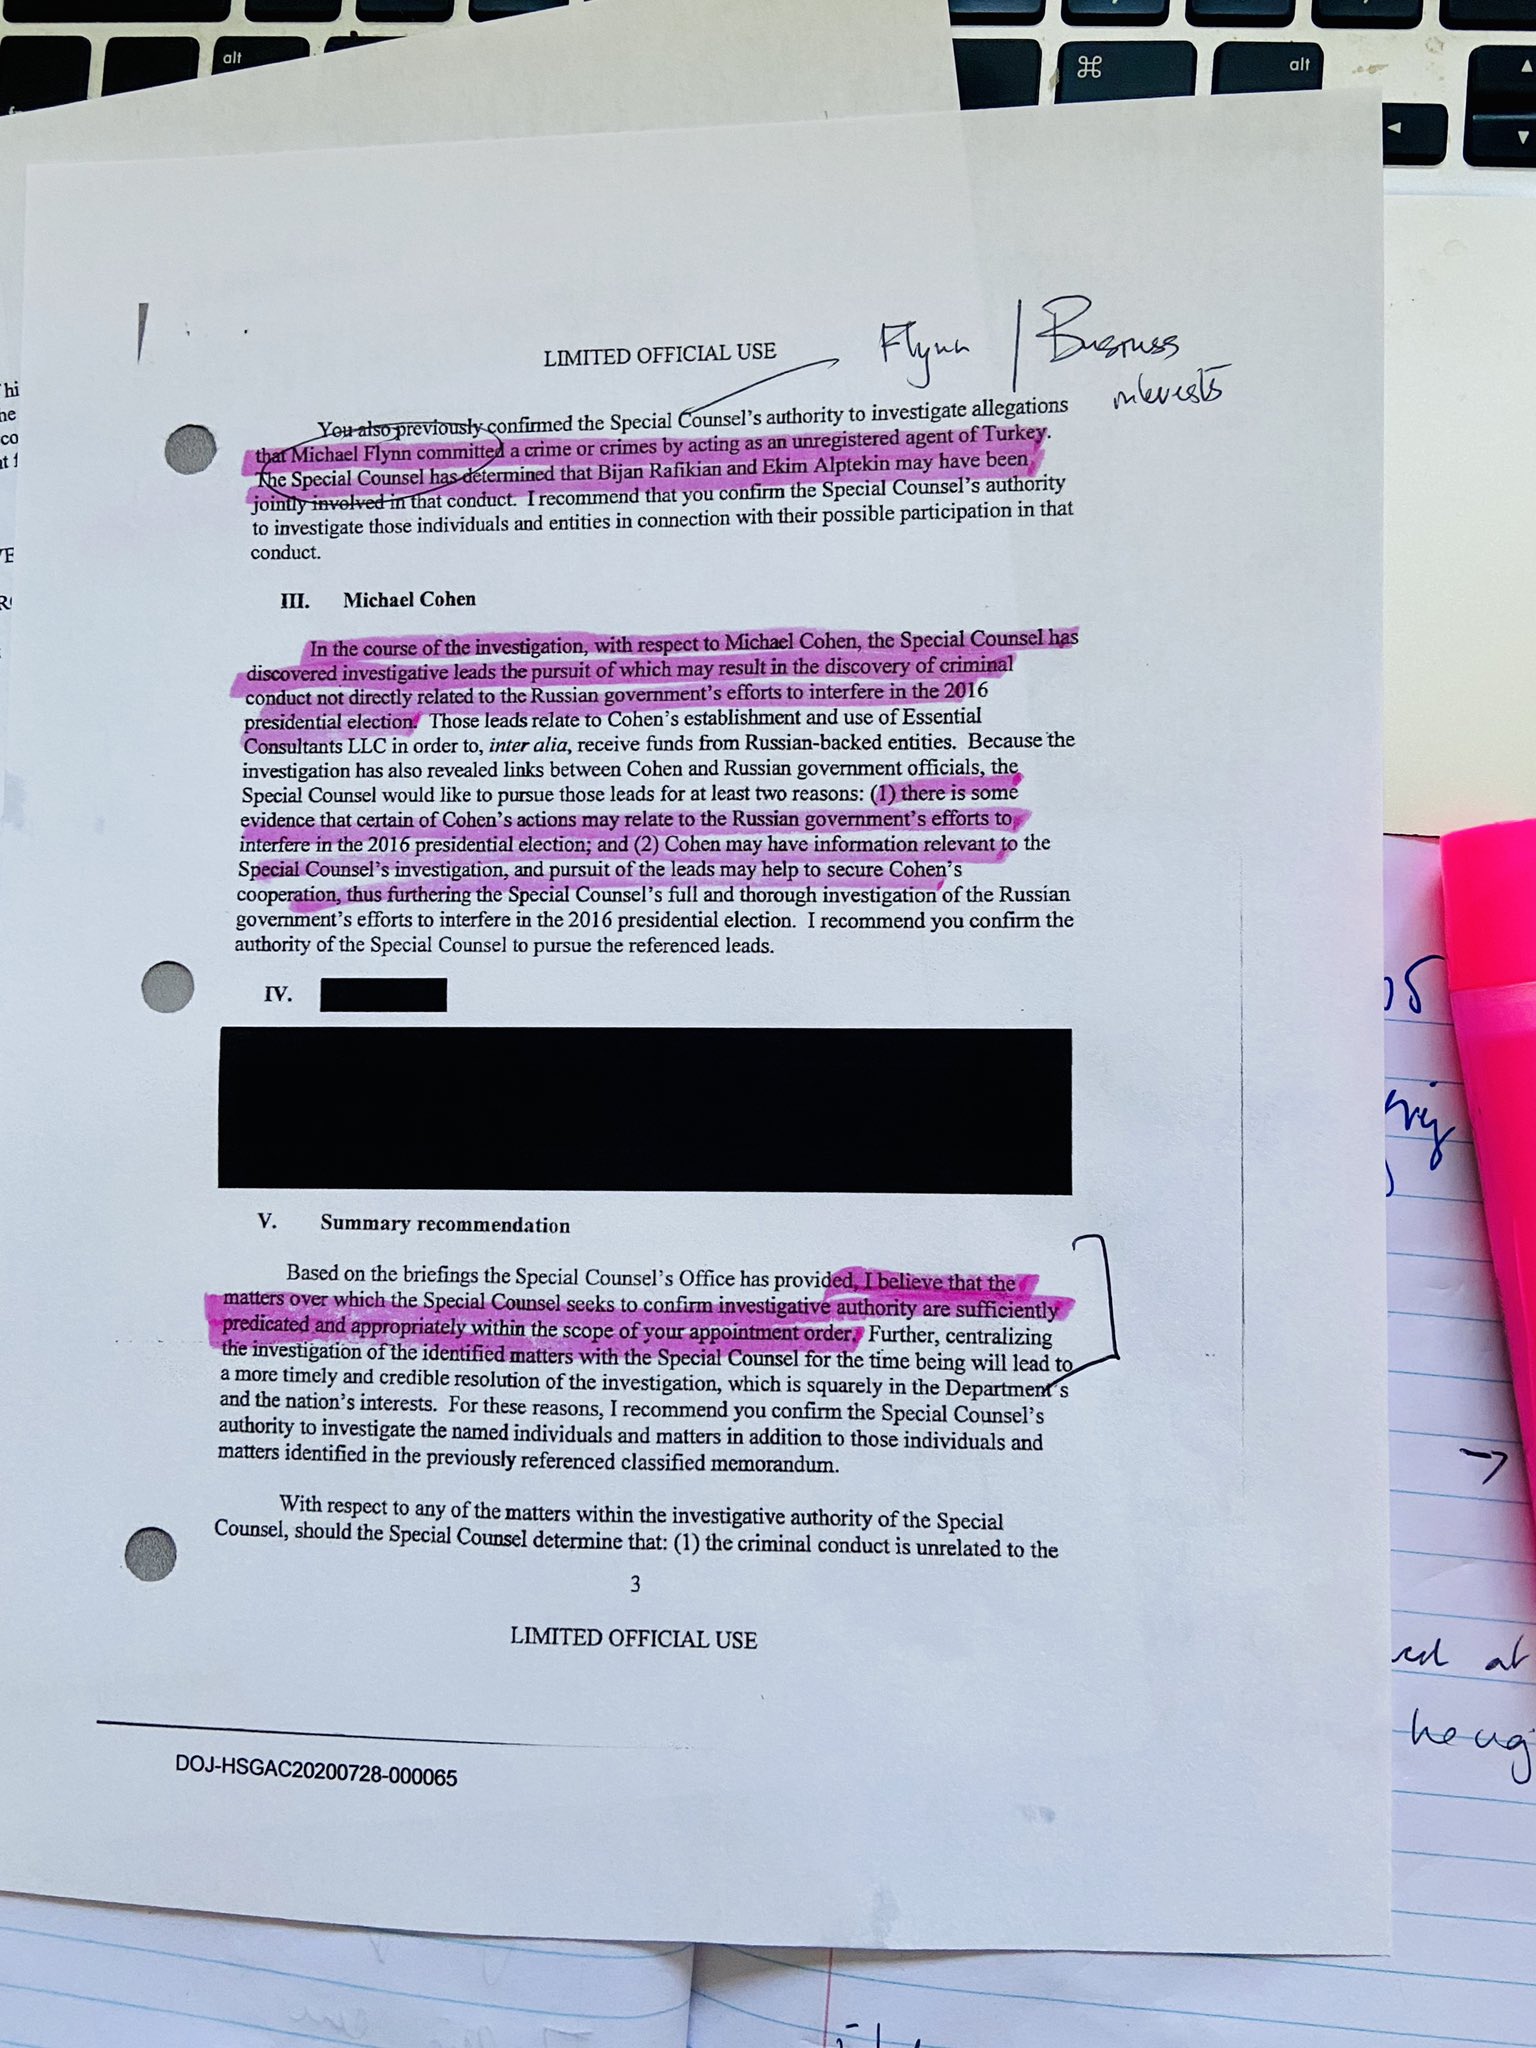 alt
⌘
alt
LIMITED OFFICIAL USE
Flynn | Business
interests
You also previously confirmed the Special Counsel's authority to investigate allegations
that Michael Flynn committed a crime or crimes by acting as an unregistered agent of Turkey.
The Special Counsel has determined that Bijan Rafikian and Ekim Alptekin may have been
jointly involved in that conduct. I recommend that you confirm the Special Counsel's authority
to investigate those individuals and entities in connection with their possible participation in that
conduct.
III. Michael Cohen
In the course of the investigation, with respect to Michael Cohen, the Special Counsel has
discovered investigative leads the pursuit of which may result in the discovery of criminal
conduct not directly related to the Russian government's efforts to interfere in the 2016
presidential election. Those leads relate to Cohen's establishment and use of Essential
Consultants LLC in order to, inter alia, receive funds from Russian-backed entities. Because the
investigation has also revealed links between Cohen and Russian government officials, the
Special Counsel would like to pursue those leads for at least two reasons: (1) there is some
evidence that certain of Cohen's actions may relate to the Russian government's efforts to
interfere in the 2016 presidential election; and (2) Cohen may have information relevant to the
Special Counsel's investigation, and pursuit of the leads may help to secure Cohen's
cooperation, thus furthering the Special Counsel's full and thorough investigation of the Russian
government's efforts to interfere in the 2016 presidential election. I recommend you confirm the
authority of the Special Counsel to pursue the referenced leads.
IV.
V. Summary recommendation
Based on the briefings the Special Counsel's Office has provided, I believe that the
matters over which the Special Counsel seeks to confirm investigative authority are sufficiently
predicated and appropriately within the scope of your appointment order. Further, centralizing
the investigation of the identified matters with the Special Counsel for the time being will lead to
a more timely and credible resolution of the investigation, which is squarely in the Department's
and the nation's interests. For these reasons, I recommend you confirm the Special Counsel's
authority to investigate the named individuals and matters in addition to those individuals and
matters identified in the previously referenced classified memorandum.
With respect to any of the matters within the investigative authority of the Special
Counsel, should the Special Counsel determine that: (1) the criminal conduct is unrelated to the
3
LIMITED OFFICIAL USE
DOJ-HSGAC20200728-000065